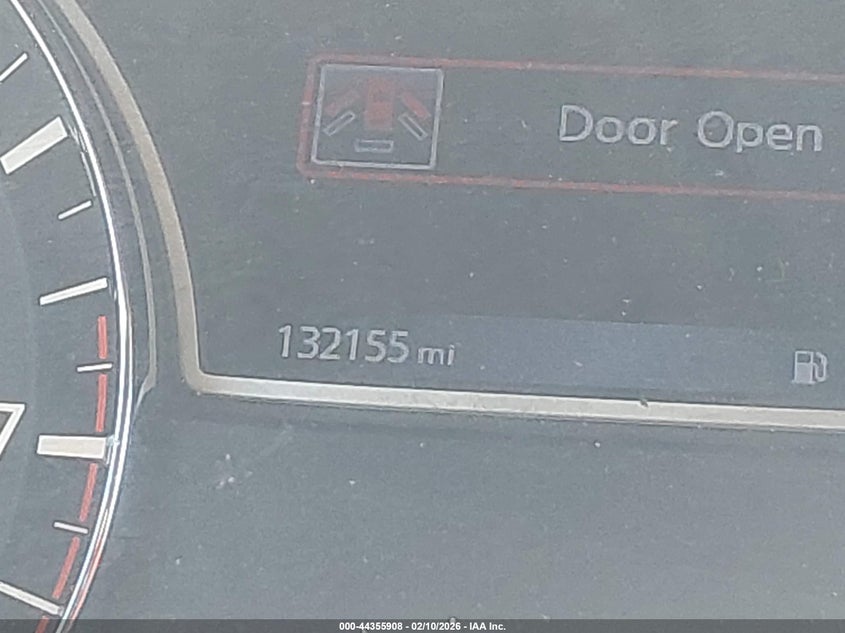 Door Open
132155 mi
000-44355908 - 02/10/2026 - IAA Inc.